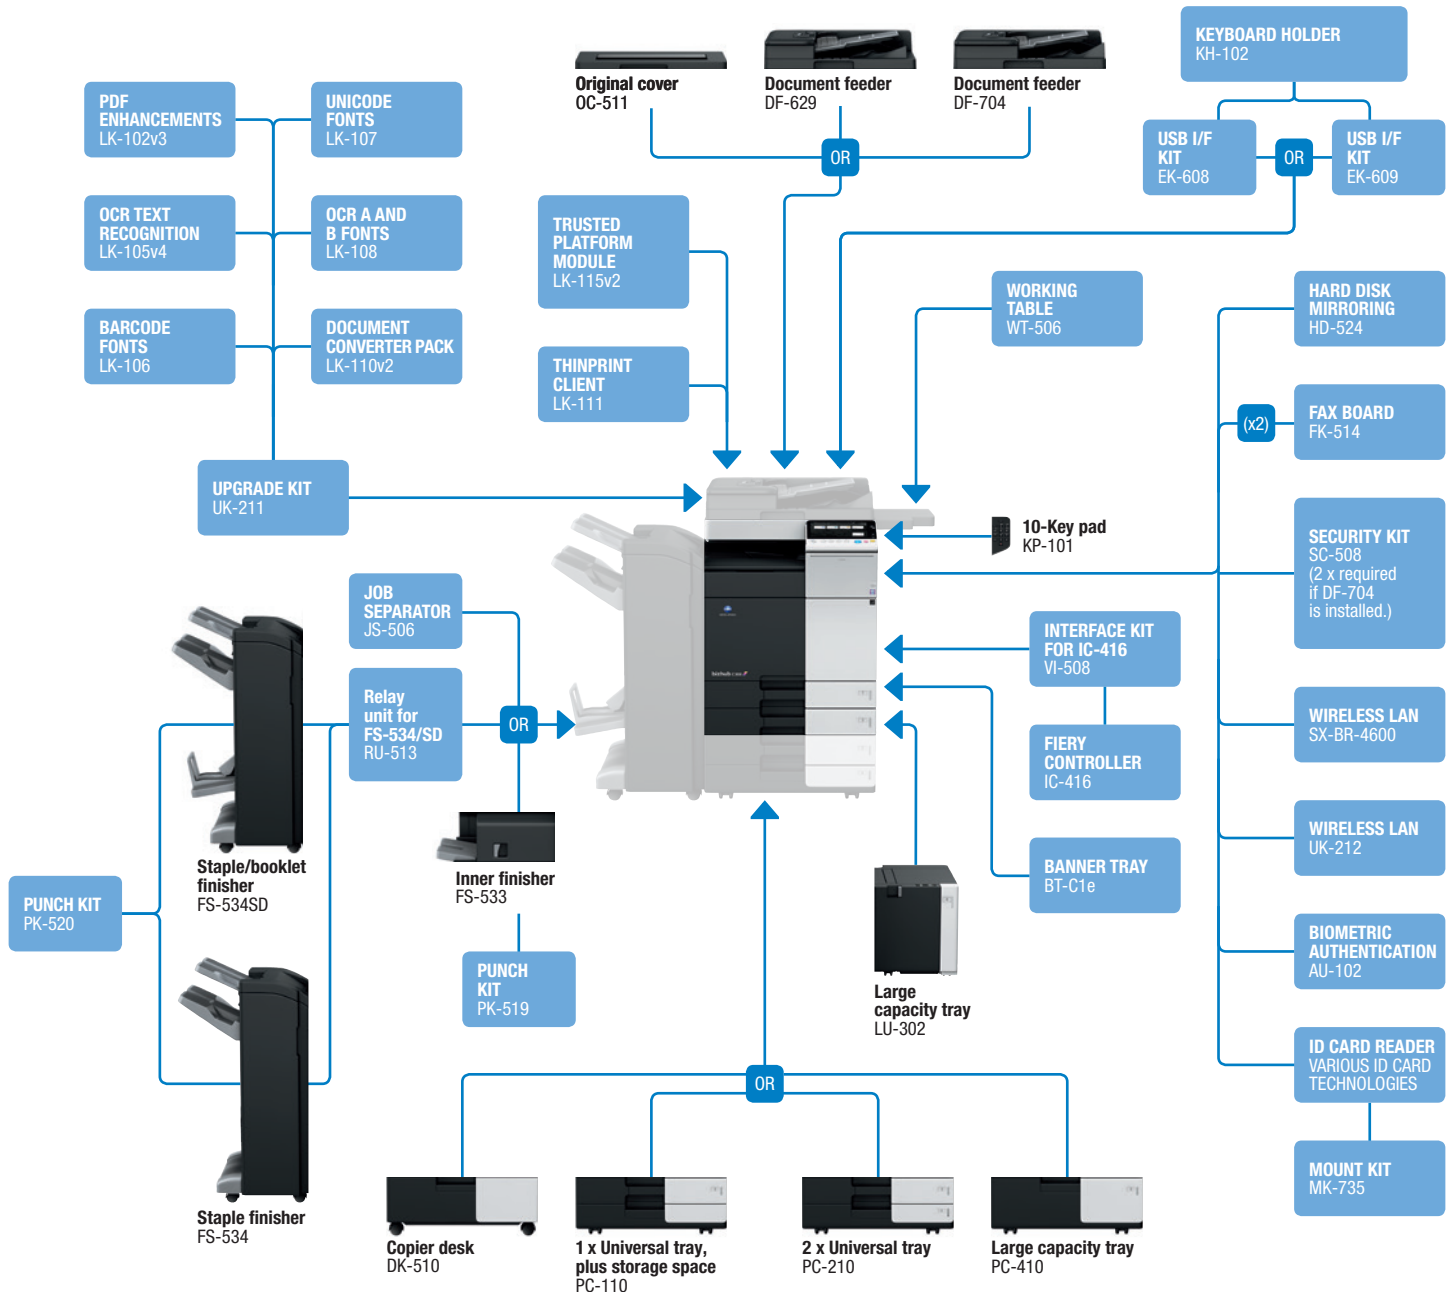 KEYBOARD HOLDER
KH-102
Original cover
OC-511
Document feeder
DF-629
Document feeder
DF-704
PDF
ENHANCEMENTS
LK-102v3
UNICODE
FONTS
LK-107
OR
USB I/F
KIT
EK-608
OR
USB I/F
KIT
EK-609
OCR TEXT
RECOGNITION
LK-105v4
OCR A AND
B FONTS
LK-108
TRUSTED
PLATFORM
MODULE
LK-115v2
WORKING
TABLE
WT-506
HARD DISK
MIRRORING
HD-524
BARCODE
FONTS
LK-106
DOCUMENT
CONVERTER PACK
LK-110v2
THINPRINT
CLIENT
LK-111
(x2)
FAX BOARD
FK-514
UPGRADE KIT
UK-211
10-Key pad
KP-101
SECURITY KIT
SC-508
(2 x required
if DF-704
is installed.)
JOB
SEPARATOR
JS-506
INTERFACE KIT
FOR IC-416
VI-508
Relay
unit for
FS-534/SD
RU-513
OR
FIERY
CONTROLLER
IC-416
WIRELESS LAN
SX-BR-4600
WIRELESS LAN
UK-212
Staple/booklet
finisher
FS-534SD
Inner finisher
FS-533
BANNER TRAY
BT-C1e
PUNCH KIT
PK-520
BIOMETRIC
AUTHENTICATION
AU-102
PUNCH
KIT
PK-519
Large
capacity tray
LU-302
ID CARD READER
VARIOUS ID CARD
TECHNOLOGIES
OR
MOUNT KIT
MK-735
Staple finisher
FS-534
Copier desk
DK-510
1 x Universal tray,
plus storage space
PC-110
2 x Universal tray
PC-210
Large capacity tray
PC-410